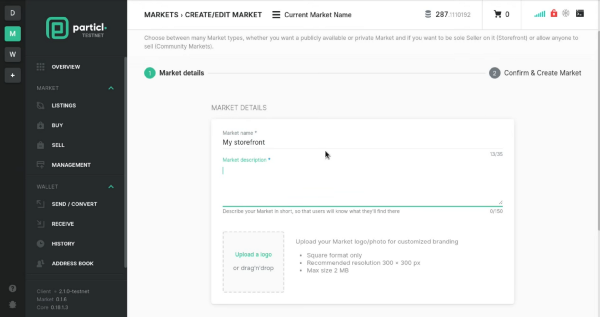 D
M
W
+
particl.
TESTNET
OVERVIEW
MARKET
LISTINGS
BUY
SELL
MANAGEMENT
WALLET
SEND / CONVERT
RECEIVE
HISTORY
ADDRESS BOOK
Client v 2.1.0-testnet
Market 0.1.6
Core 0.18.1.3
MARKETS › CREATE/EDIT MARKET
Current Market Name
287.1110192
0
Choose between many Market types, whether you want a publicly available or private Market and if you want to be sole Seller on it (Storefront) or allow anyone to
sell (Community Markets).
1 Market details
2 Confirm & Create Market
MARKET DETAILS
Market name *
My storefront
13/35
Market description *
Describe your Market in short, so that users will know what they'll find there
0/150
Upload a logo
or drag'n'drop
Upload your Market logo/photo for customized branding
• Square format only
• Recommended resolution 300 × 300 px
• Max size 2 MB